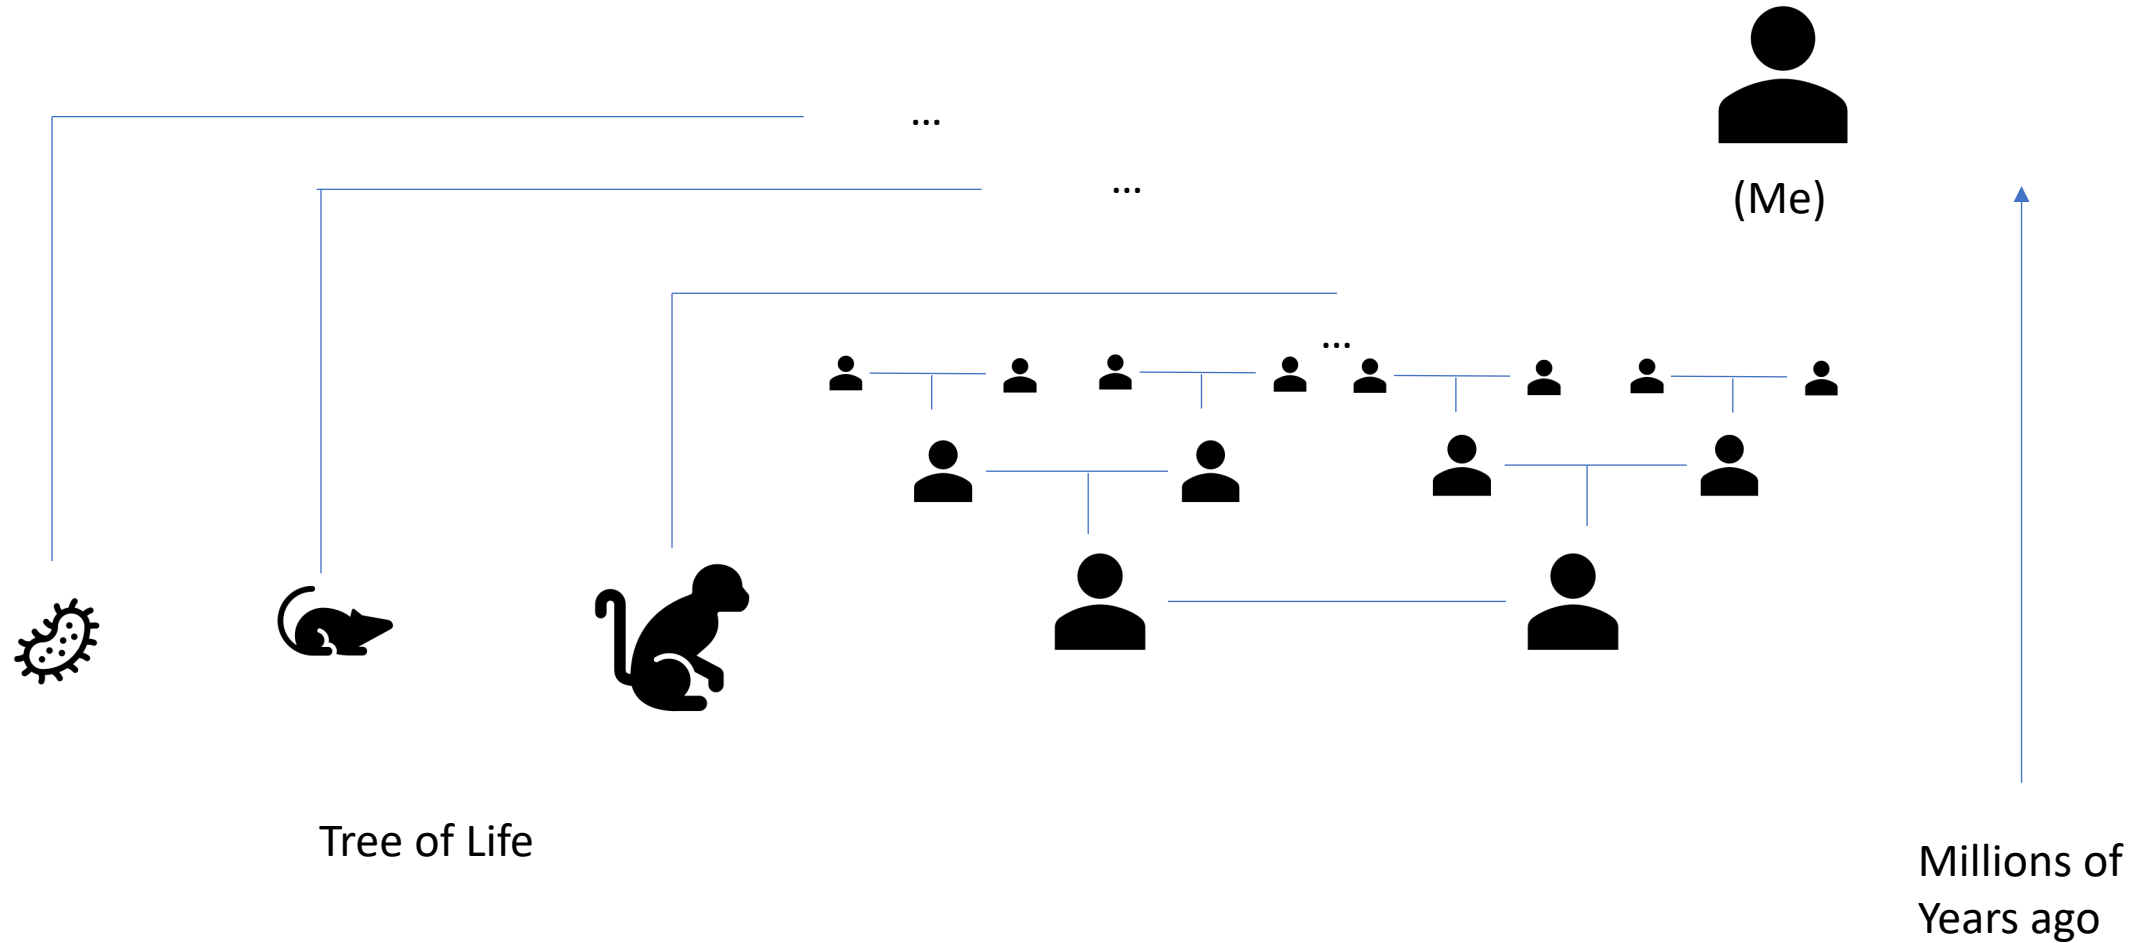 ...
(Me)
...
...
Tree of Life
Millions of
Years ago